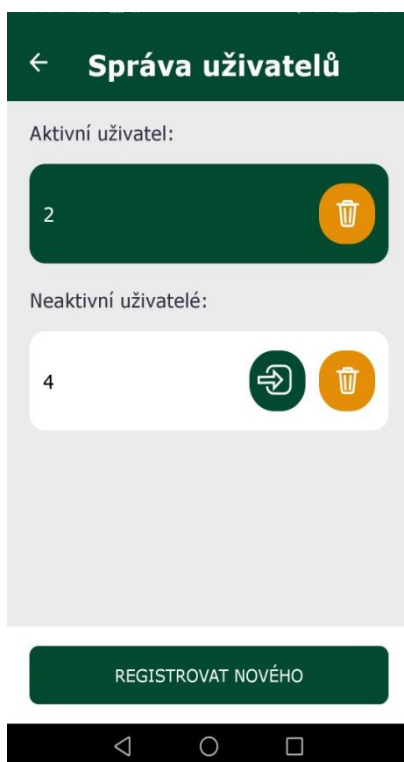 Správa uživatelů
Aktivní uživatel:
2
Neaktivní uživatelé:
4
REGISTROVAT NOVÉHO